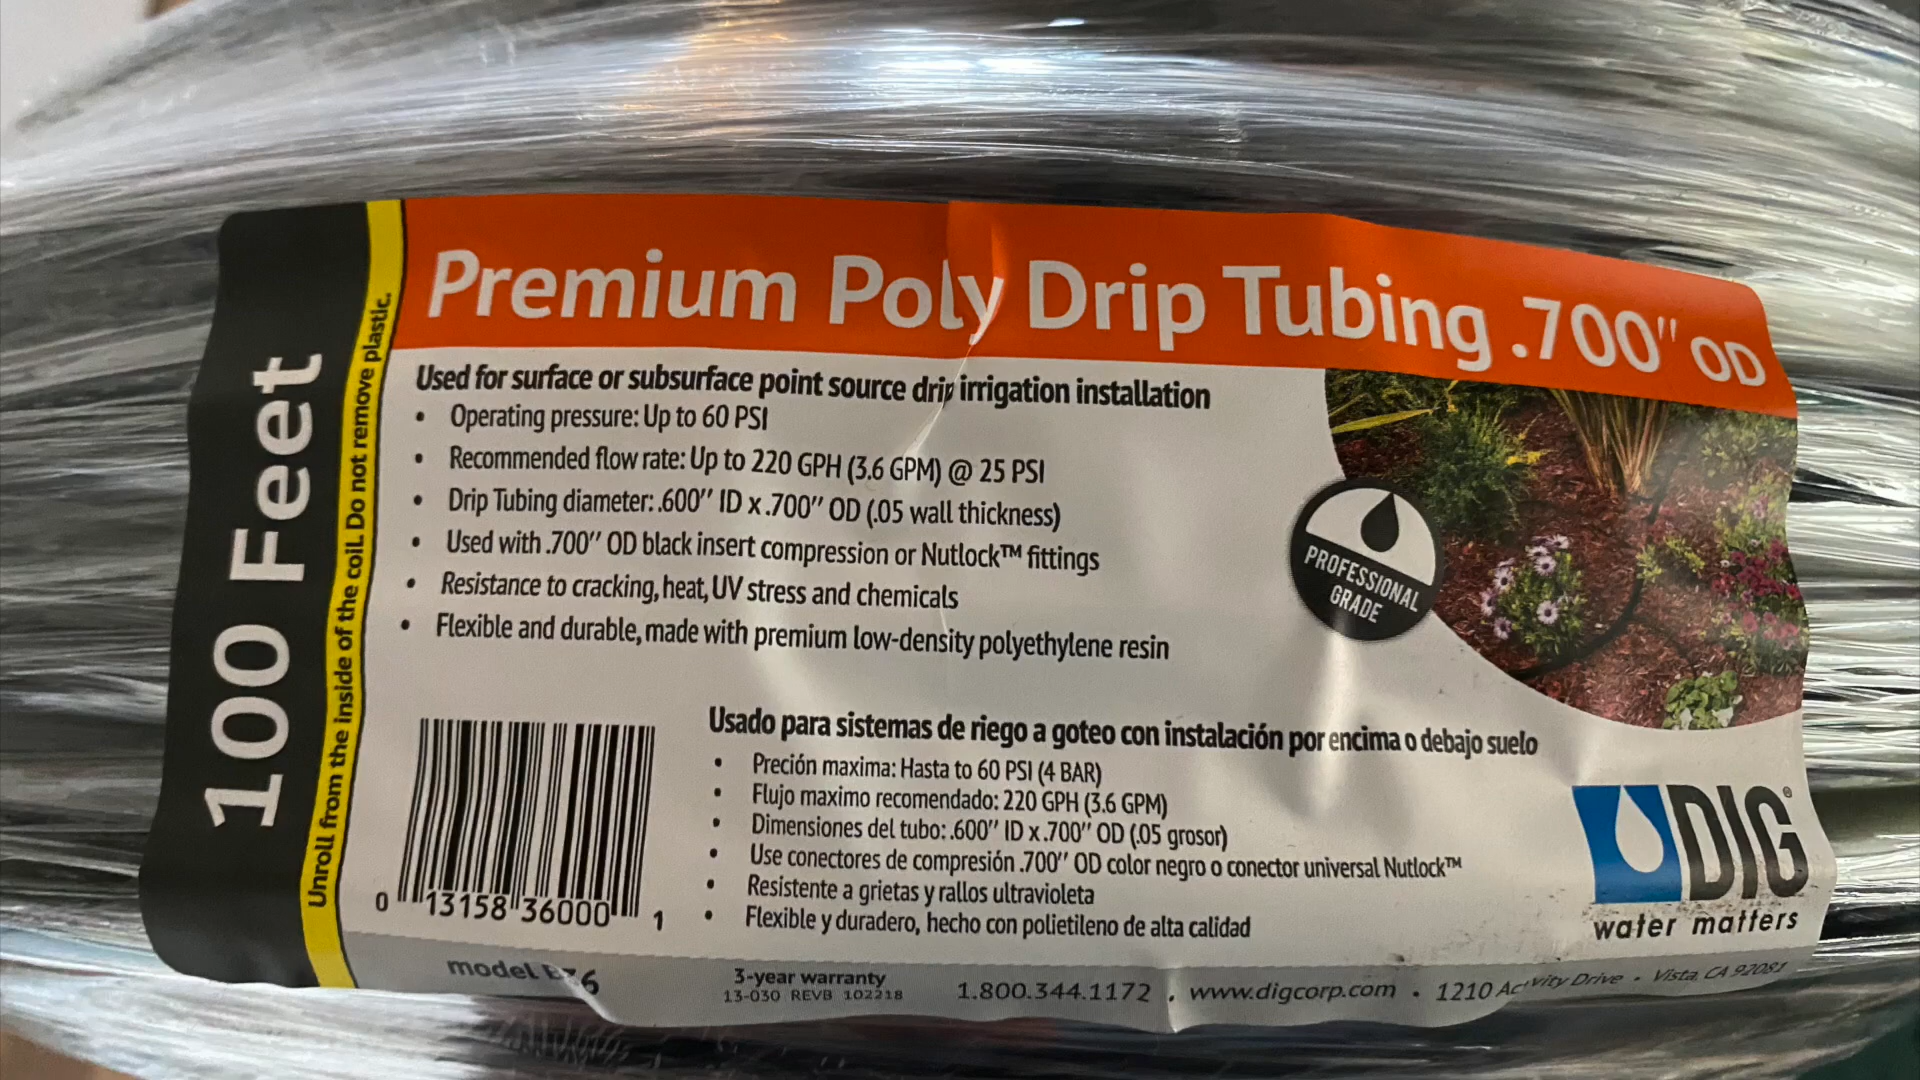 100 Feet
Unroll from the inside of the coil. Do not remove plastic.
Premium Poly Drip Tubing .700" OD
Used for surface or subsurface point source drip irrigation installation
• Operating pressure: Up to 60 PSI
• Recommended flow rate: Up to 220 GPH (3.6 GPM) @ 25 PSI
• Drip Tubing diameter: .600" ID x .700" OD (.05 wall thickness)
• Used with .700" OD black insert compression or Nutlock™ fittings
• Resistance to cracking, heat, UV stress and chemicals
• Flexible and durable, made with premium low-density polyethylene resin
PROFESSIONAL
GRADE
Usado para sistemas de riego a goteo con instalación por encima o debajo suelo
• Preción maxima: Hasta to 60 PSI (4 BAR)
• Flujo maximo recomendado: 220 GPH (3.6 GPM)
• Dimensiones del tubo: .600" ID x .700" OD (.05 grosor)
• Use conectores de compresión .700" OD color negro o conector universal Nutlock™
• Resistente a grietas y rallos ultravioleta
• Flexible y duradero, hecho con polietileno de alta calidad
0 13158 36000 1
DIG®
water matters
model
3-year warranty
13-030 REVB 102218
1.800.344.1172 • www.digcorp.com • 1210 Activity Drive • Vista, CA 92081